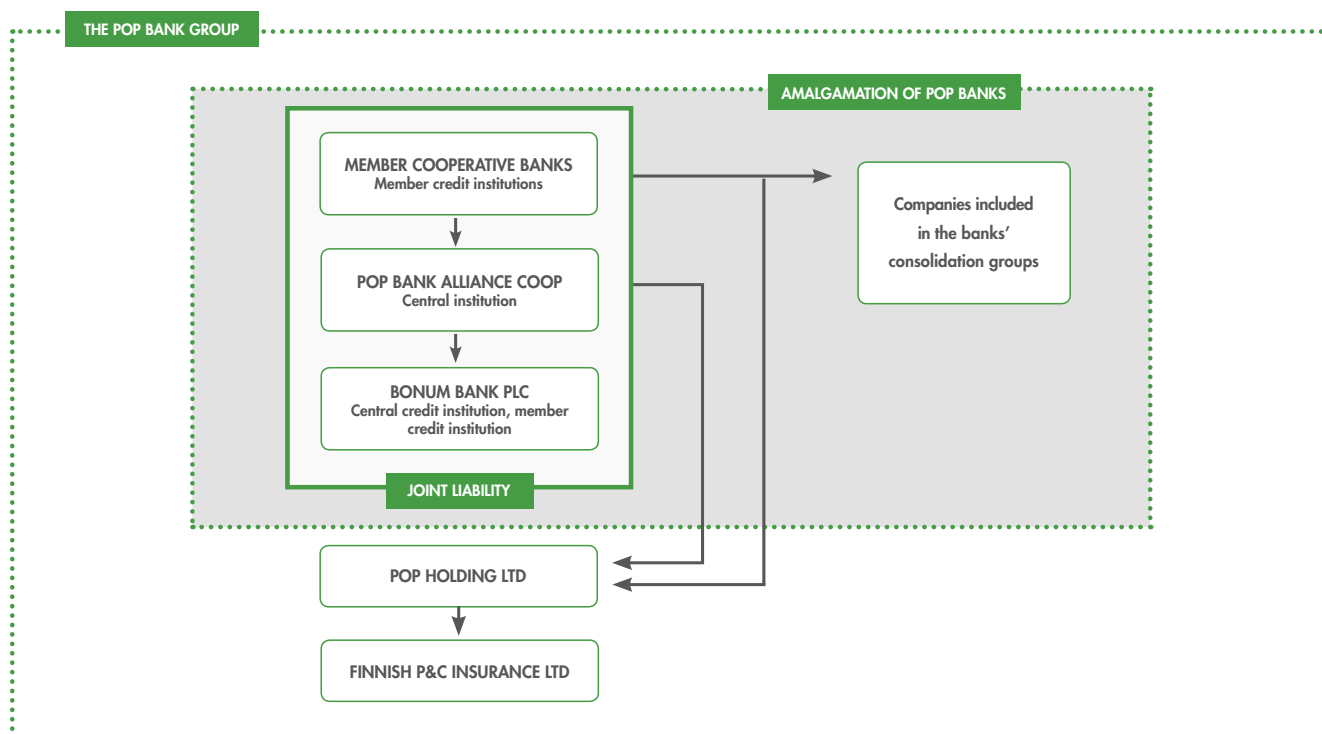 THE POP BANK GROUP
AMALGAMATION OF POP BANKS
MEMBER COOPERATIVE BANKS
Member credit institutions
POP BANK ALLIANCE COOP
Central institution
BONUM BANK PLC
Central credit institution, member
credit institution
JOINT LIABILITY
Companies included
in the banks’
consolidation groups
POP HOLDING LTD
FINNISH P&C INSURANCE LTD